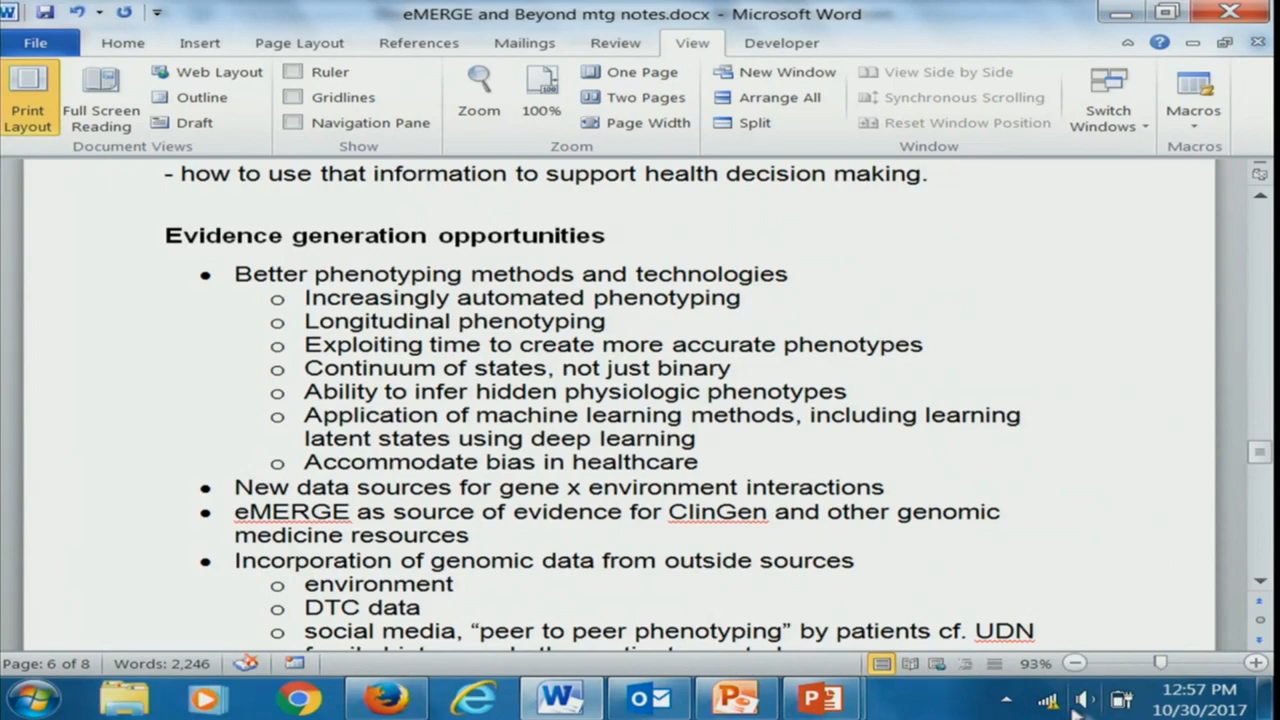 eMERGE and Beyond mtg notes.docx - Microsoft Word
File Home Insert Page Layout References Mailings Review View Developer
Print Layout
Full Screen Reading
Web Layout
Outline
Draft
Document Views
Ruler
Gridlines
Navigation Pane
Show
Zoom
100%
One Page
Two Pages
Page Width
Zoom
New Window
Arrange All
Split
View Side by Side
Synchronous Scrolling
Reset Window Position
Switch Windows
Window
Macros
Macros
- how to use that information to support health decision making.
Evidence generation opportunities
• Better phenotyping methods and technologies
o Increasingly automated phenotyping
o Longitudinal phenotyping
o Exploiting time to create more accurate phenotypes
o Continuum of states, not just binary
o Ability to infer hidden physiologic phenotypes
o Application of machine learning methods, including learning
latent states using deep learning
o Accommodate bias in healthcare
• New data sources for gene x environment interactions
• eMERGE as source of evidence for ClinGen and other genomic
medicine resources
• Incorporation of genomic data from outside sources
o environment
o DTC data
o social media, “peer to peer phenotyping” by patients cf. UDN
Page: 6 of 8 Words: 2,246 93%
12:57 PM
10/30/2017